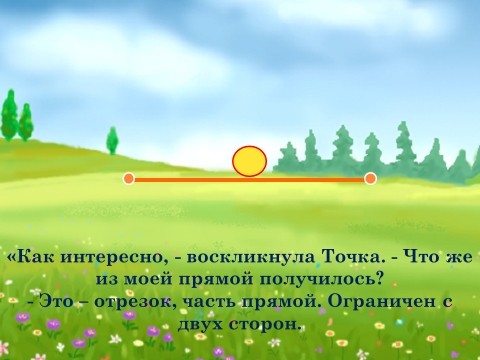 «Как интересно, - воскликнула Точка. - Что же
из моей прямой получилось?
- Это – отрезок, часть прямой. Ограничен с
двух сторон.